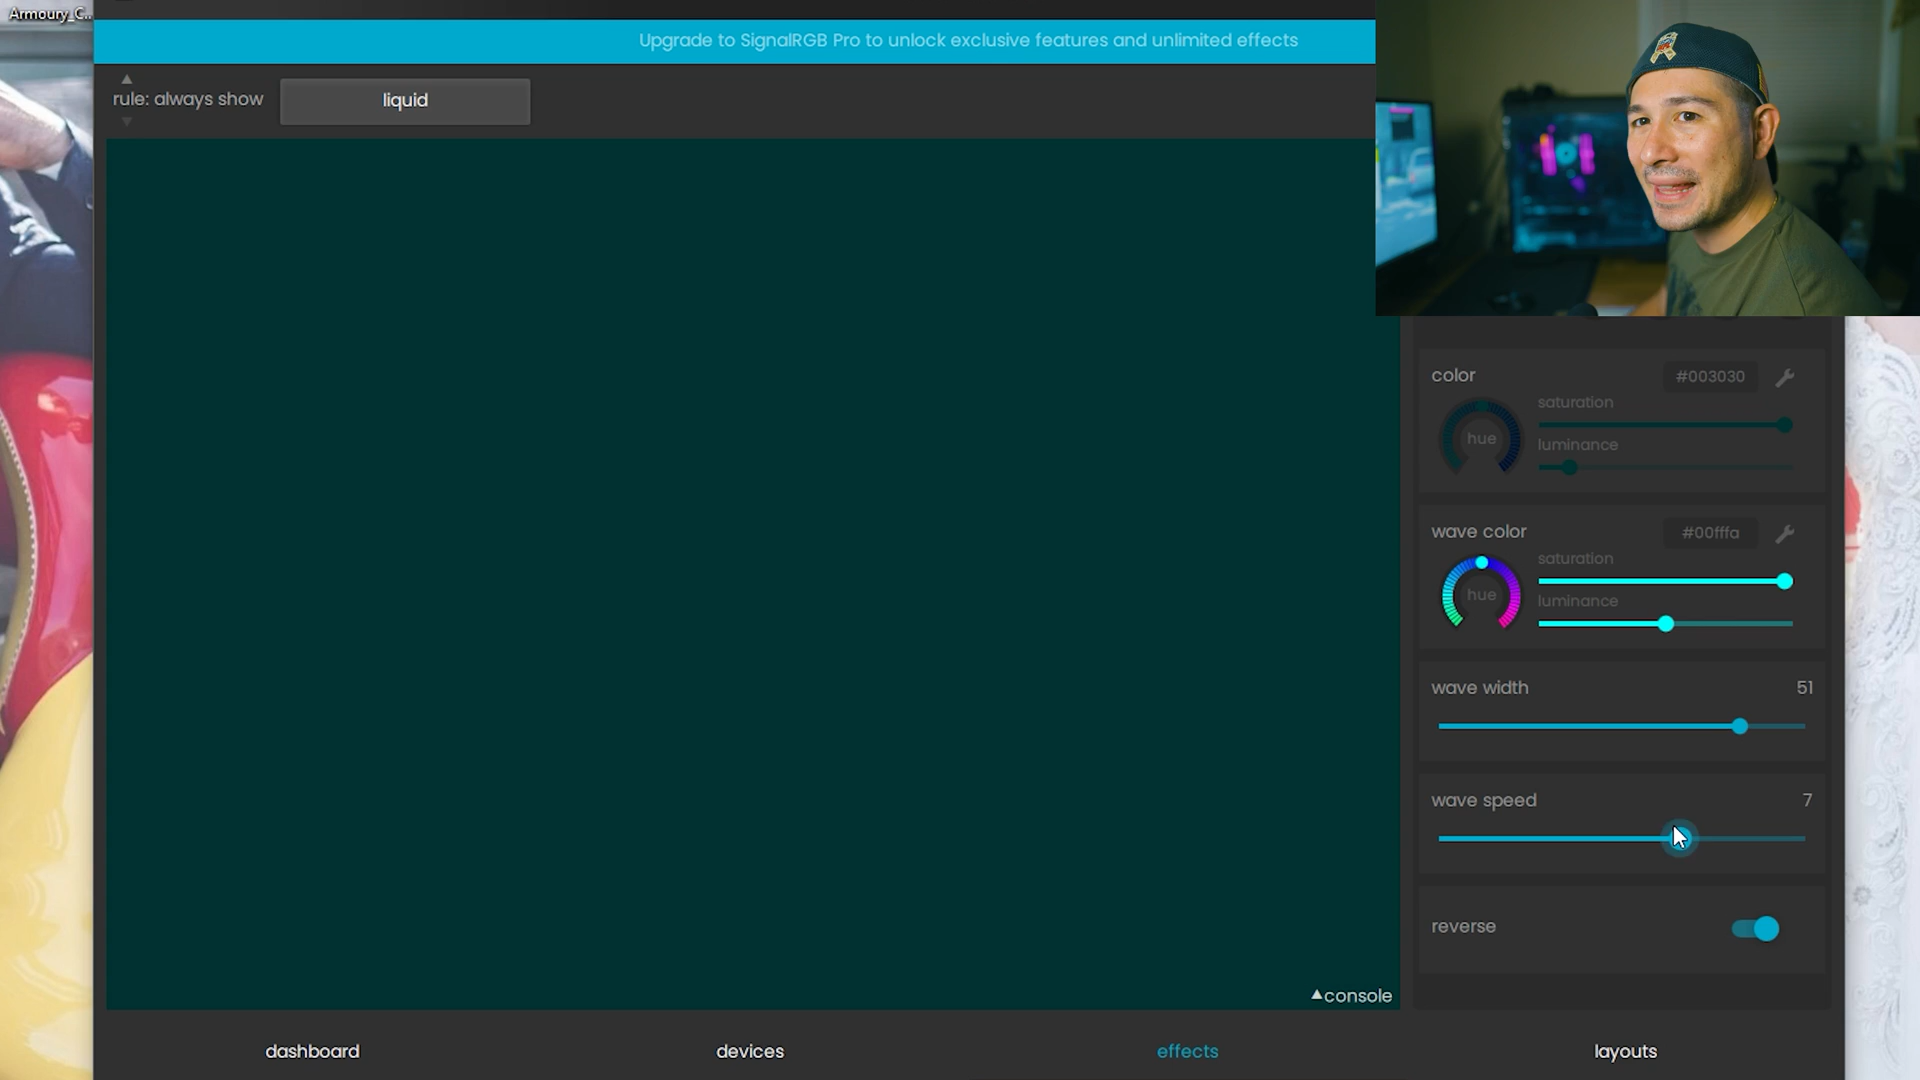 Armoury_C...
Upgrade to SignalRGB Pro to unlock exclusive features and unlimited effects
rule: always show
liquid
color
#003030
saturation
hue
luminance
wave color
#00fffa
saturation
hue
luminance
wave width
51
wave speed
7
reverse
console
dashboard
devices
effects
layouts